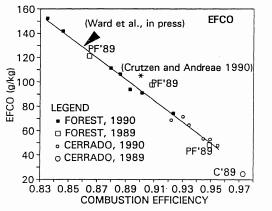 160
140
120
100
80
60
40
20
EFCO (g/kg)
EFCO
(Ward et al., in press)
PF'89
(Crutzen and Andreae 1990)
PF'89
LEGEND
FOREST, 1990
FOREST, 1989
CERRADO, 1990
CERRADO, 1989
PF'89
C'89
0.83 0.85 0.87 0.89 0.91 0.93 0.95 0.97
COMBUSTION EFFICIENCY